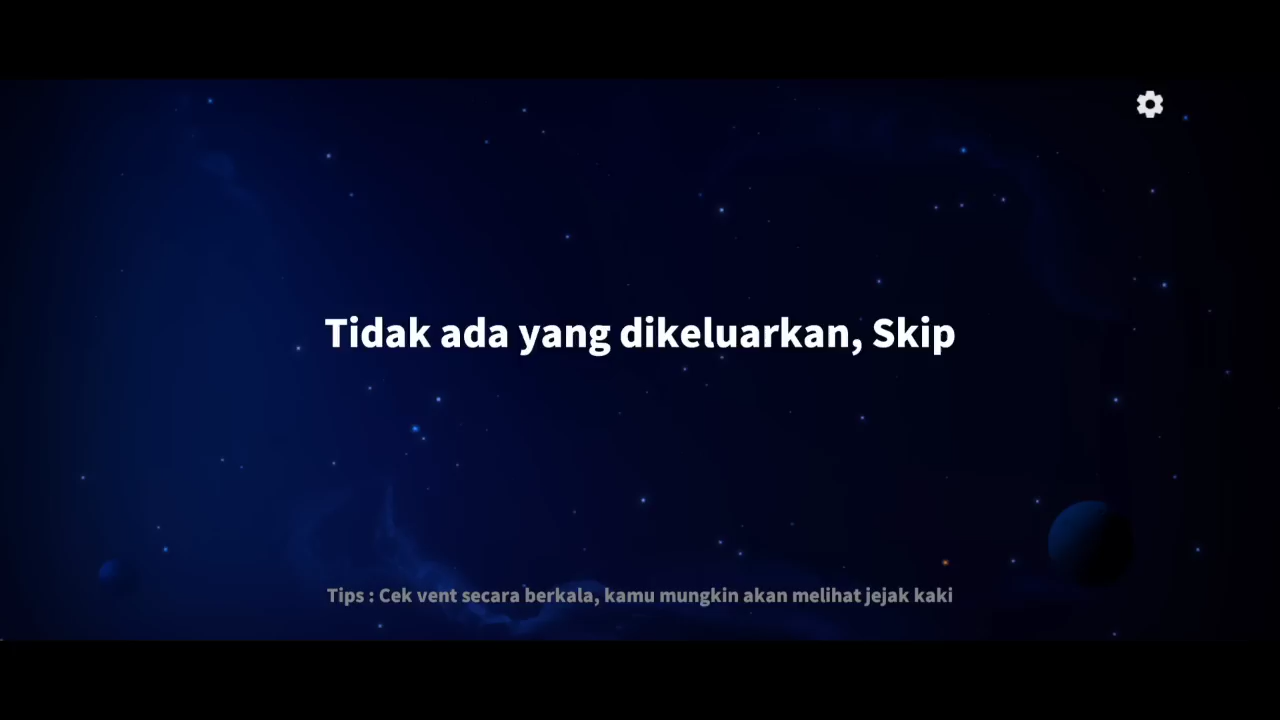 Tidak ada yang dikeluarkan, Skip
Tips : Cek vent secara berkala, kamu mungkin akan melihat jejak kaki